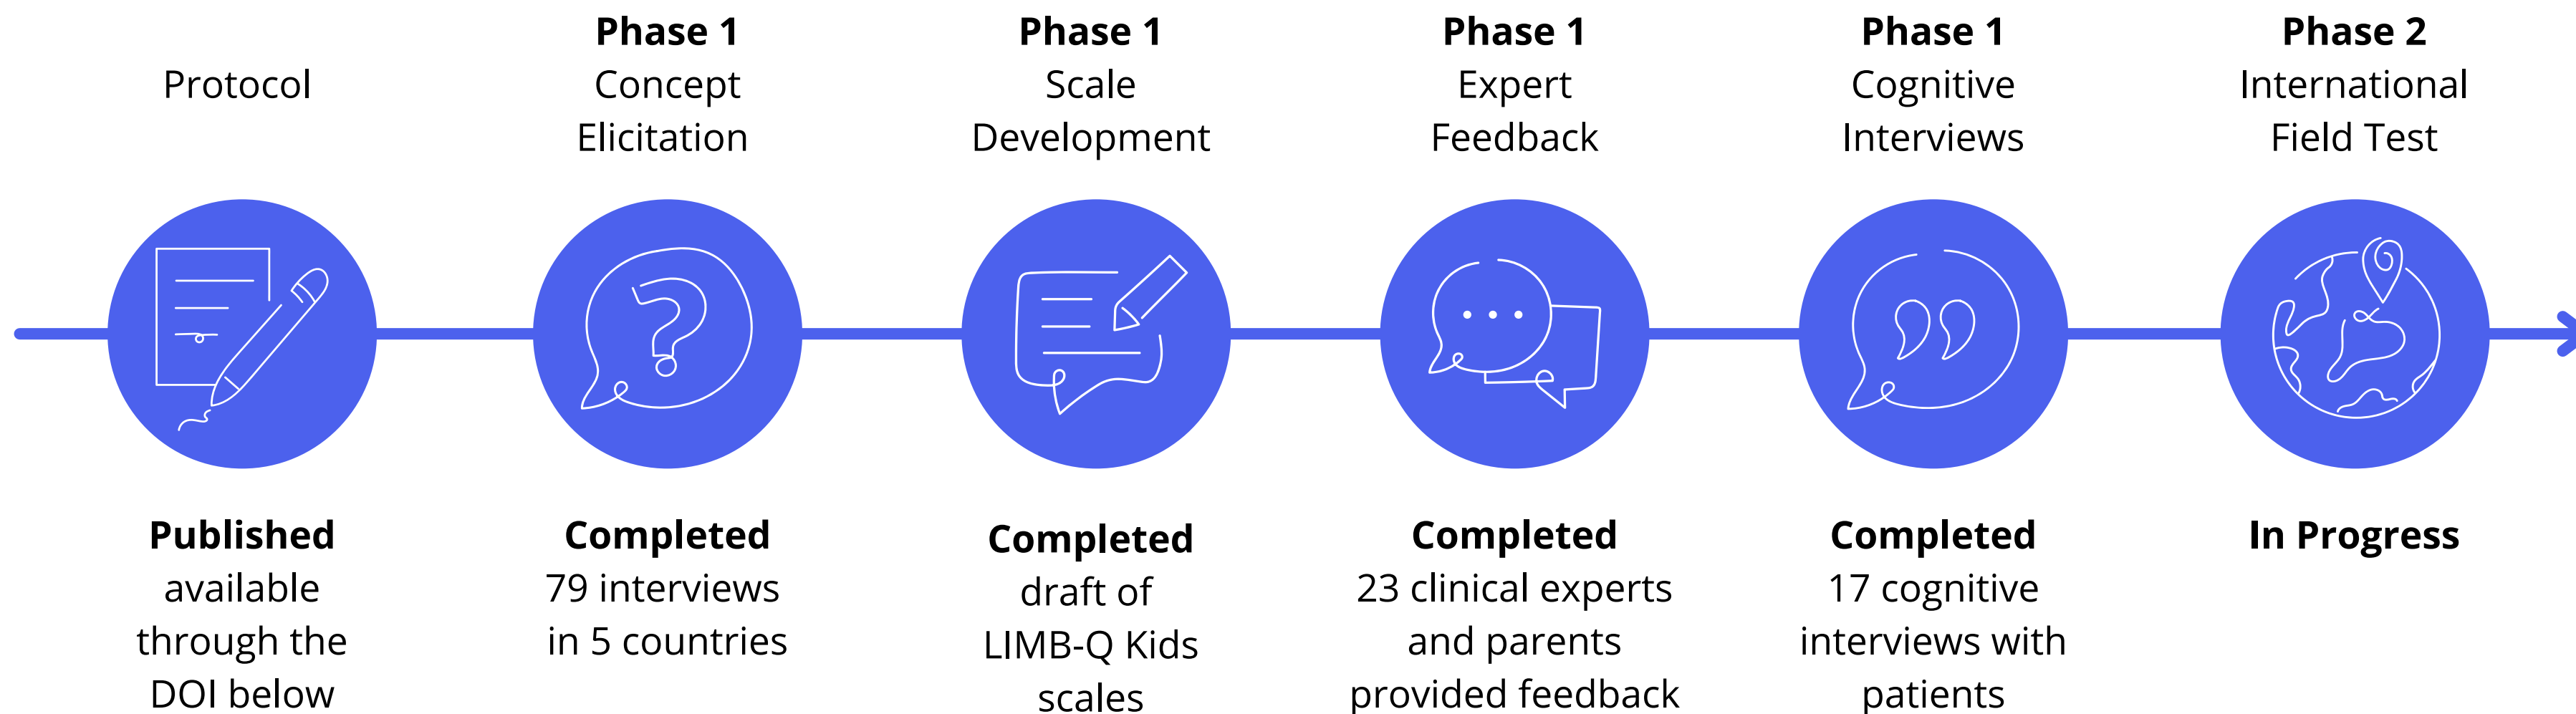 Protocol
Phase 1
Concept
Elicitation
Phase 1
Scale
Development
Phase 1
Expert
Feedback
Phase 1
Cognitive
Interviews
Phase 2
International
Field Test
Published
available
through the
DOI below
Completed
79 interviews
in 5 countries
Completed
draft of
LIMB-Q Kids
scales
Completed
23 clinical experts
and parents
provided feedback
Completed
17 cognitive
interviews with
patients
In Progress